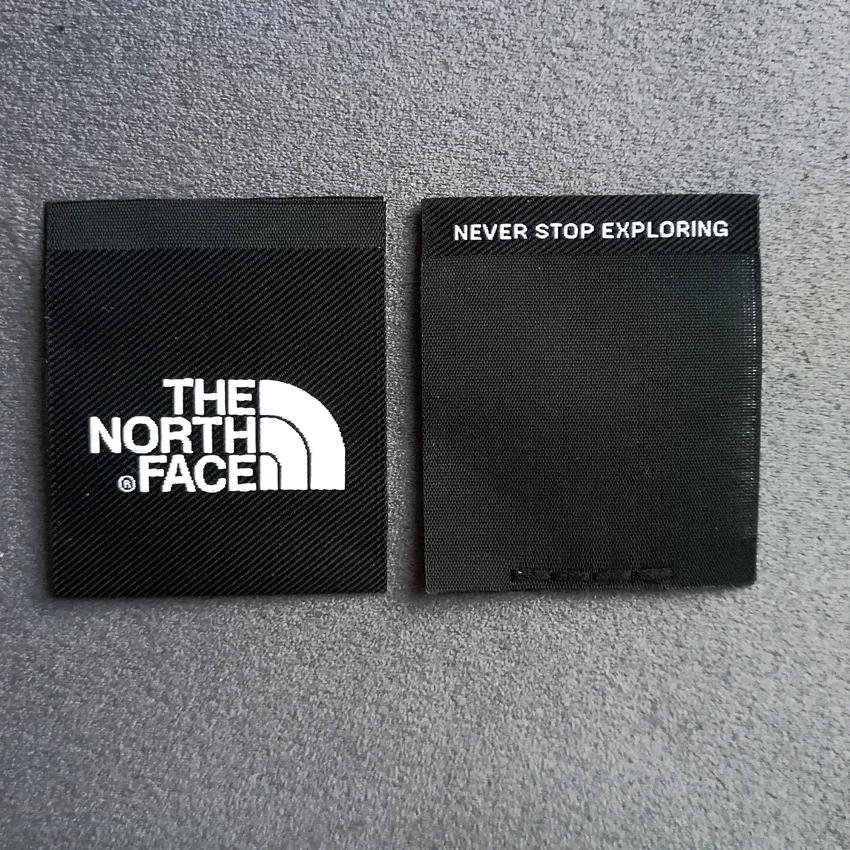 THE
NORTH
®FACE
NEVER STOP EXPLORING